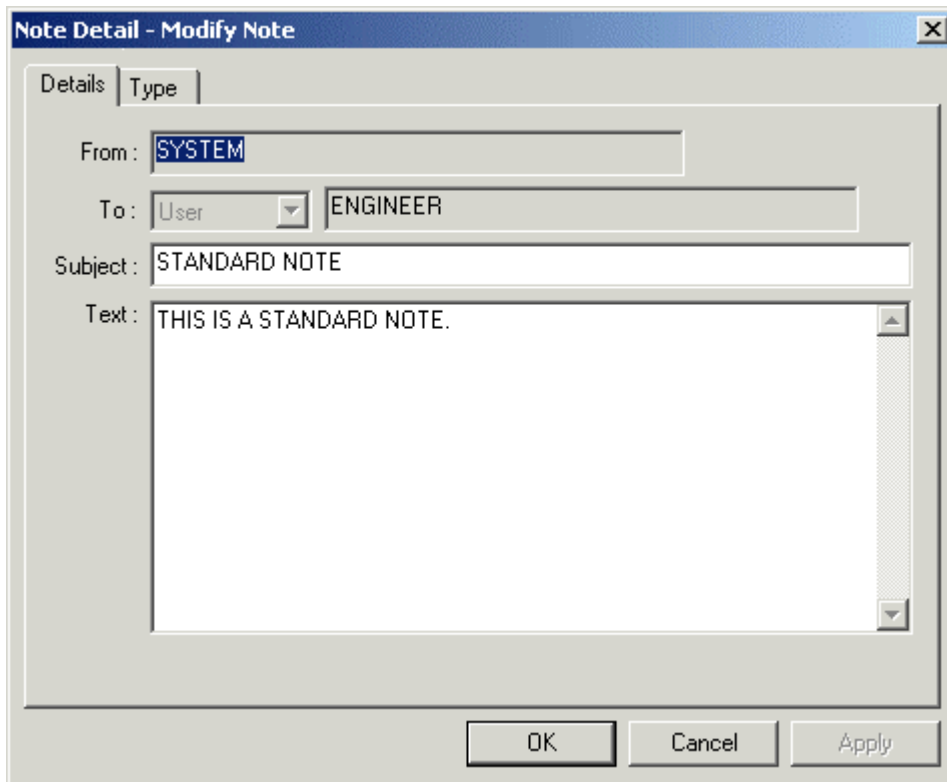 Note Detail - Modify Note
Details Type
From : SYSTEM
To : User ENGINEER
Subject : STANDARD NOTE
Text : THIS IS A STANDARD NOTE.
OK Cancel Apply